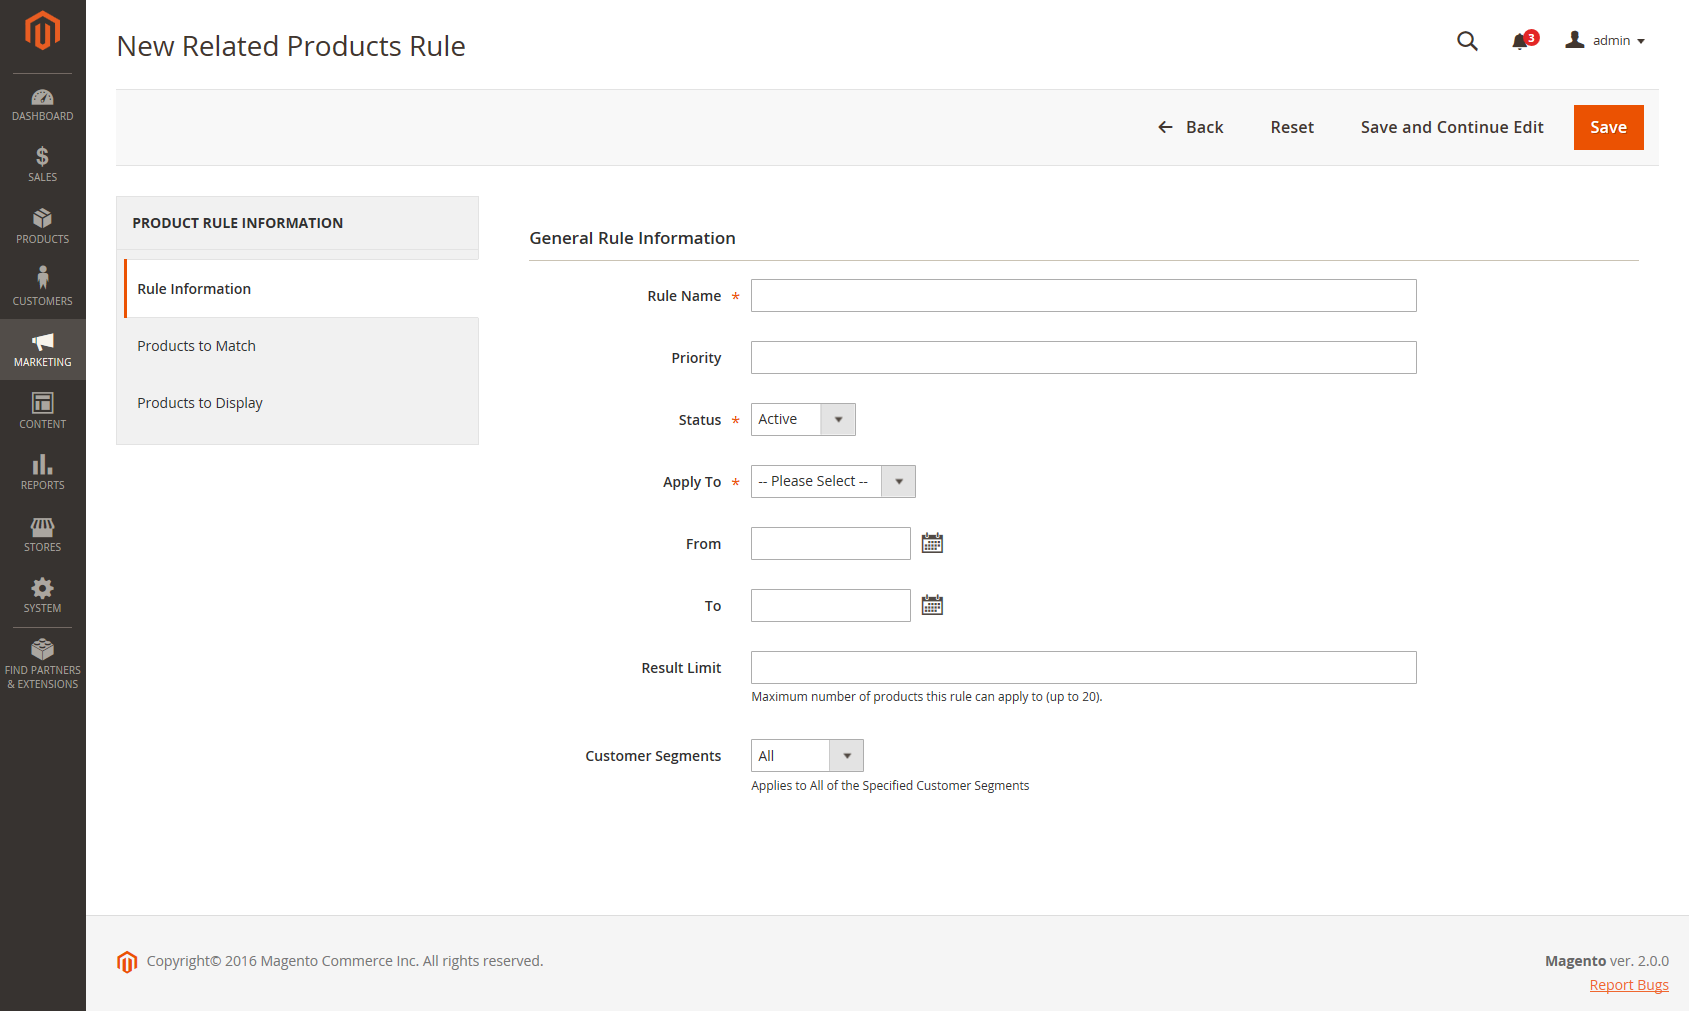 New Related Products Rule
3
admin
Back
Reset
Save and Continue Edit
Save
DASHBOARD
SALES
PRODUCTS
CUSTOMERS
MARKETING
CONTENT
REPORTS
STORES
SYSTEM
FIND PARTNERS
& EXTENSIONS
PRODUCT RULE INFORMATION
Rule Information
Products to Match
Products to Display
General Rule Information
Rule Name *
Priority
Status * Active
Apply To * -- Please Select --
From
To
Result Limit
Maximum number of products this rule can apply to (up to 20).
Customer Segments All
Applies to All of the Specified Customer Segments
Copyright© 2016 Magento Commerce Inc. All rights reserved.
Magento ver. 2.0.0
Report Bugs